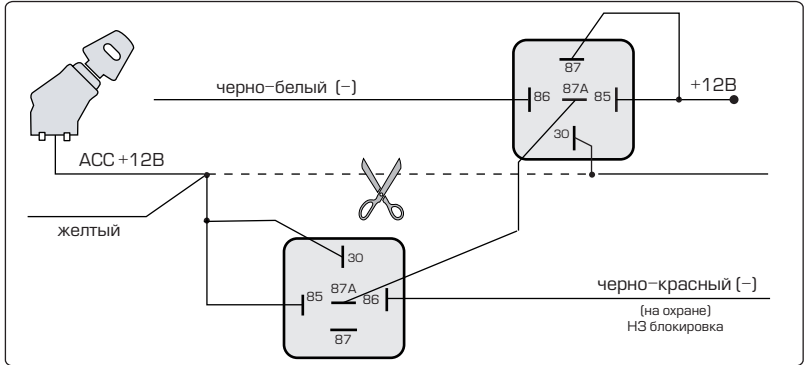 87
черно-белый (-)
86
87A
85
+12В
30
ACC +12В
желтый
30
85
87A
86
черно-красный (-)
(на охране)
НЗ блокировка
87